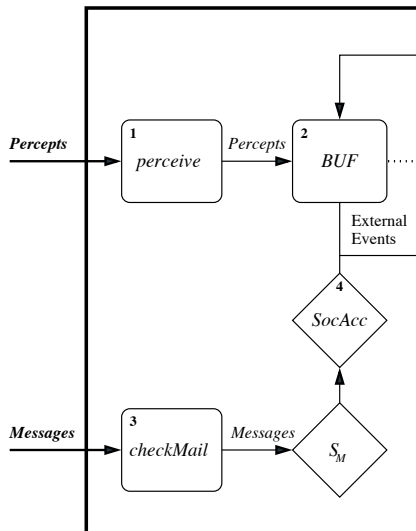 1
2
Percepts
perceive
Percepts
BUF
External
Events
4
SocAcc
3
Messages
checkMail
Messages
S_M